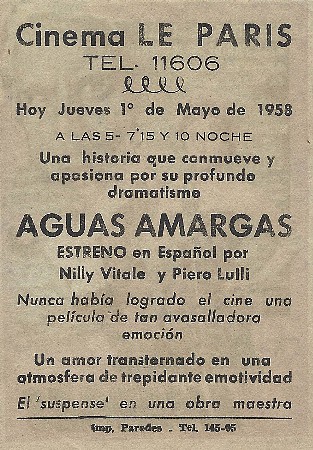 Cinema LE PARIS
TEL. 11606
Hoy Jueves 1º de Mayo de 1958
A LAS 5- 7'15 Y 10 NOCHE
Una historia que conmueve y
apasiona por su profundo
dramatismo
AGUAS AMARGAS
ESTRENO en Español por
Nilly Vitale y Piero Lulli
Nunca había logrado el cine una
película de tan avasalladora
emoción
Un amor transternado en una
atmosfera de trepidante emotividad
El 'suspense' en una obra maestra
Imp. Paredes - Tel. 145-05